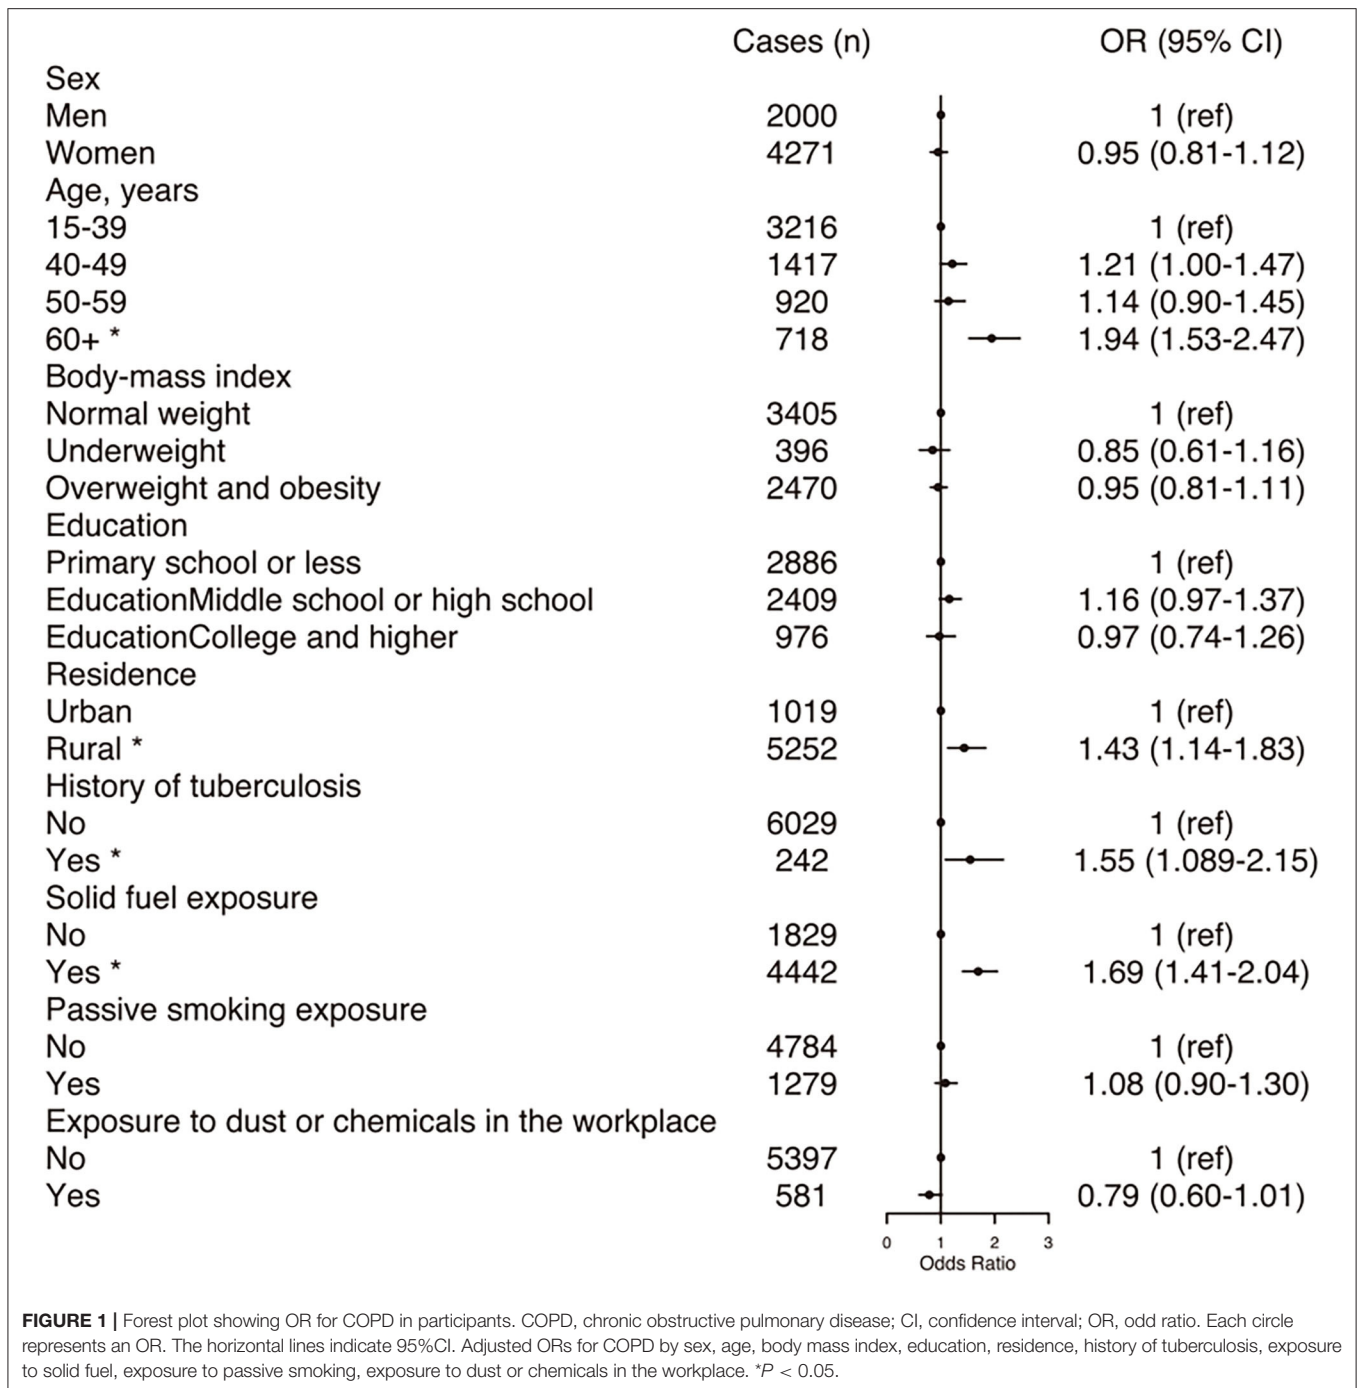 Cases (n) OR (95% CI)
Sex
Men 2000 1 (ref)
Women 4271 0.95 (0.81-1.12)
Age, years
15-39 3216 1 (ref)
40-49 1417 1.21 (1.00-1.47)
50-59 920 1.14 (0.90-1.45)
60+ * 718 1.94 (1.53-2.47)
Body-mass index
Normal weight 3405 1 (ref)
Underweight 396 0.85 (0.61-1.16)
Overweight and obesity 2470 0.95 (0.81-1.11)
Education
Primary school or less 2886 1 (ref)
EducationMiddle school or high school 2409 1.16 (0.97-1.37)
EducationCollege and higher 976 0.97 (0.74-1.26)
Residence
Urban 1019 1 (ref)
Rural * 5252 1.43 (1.14-1.83)
History of tuberculosis
No 6029 1 (ref)
Yes * 242 1.55 (1.089-2.15)
Solid fuel exposure
No 1829 1 (ref)
Yes * 4442 1.69 (1.41-2.04)
Passive smoking exposure
No 4784 1 (ref)
Yes 1279 1.08 (0.90-1.30)
Exposure to dust or chemicals in the workplace
No 5397 1 (ref)
Yes 581 0.79 (0.60-1.01)
0 1 2 3
Odds Ratio
FIGURE 1 | Forest plot showing OR for COPD in participants. COPD, chronic obstructive pulmonary disease; CI, confidence interval; OR, odd ratio. Each circle
represents an OR. The horizontal lines indicate 95%CI. Adjusted ORs for COPD by sex, age, body mass index, education, residence, history of tuberculosis, exposure
to solid fuel, exposure to passive smoking, exposure to dust or chemicals in the workplace. *P < 0.05.